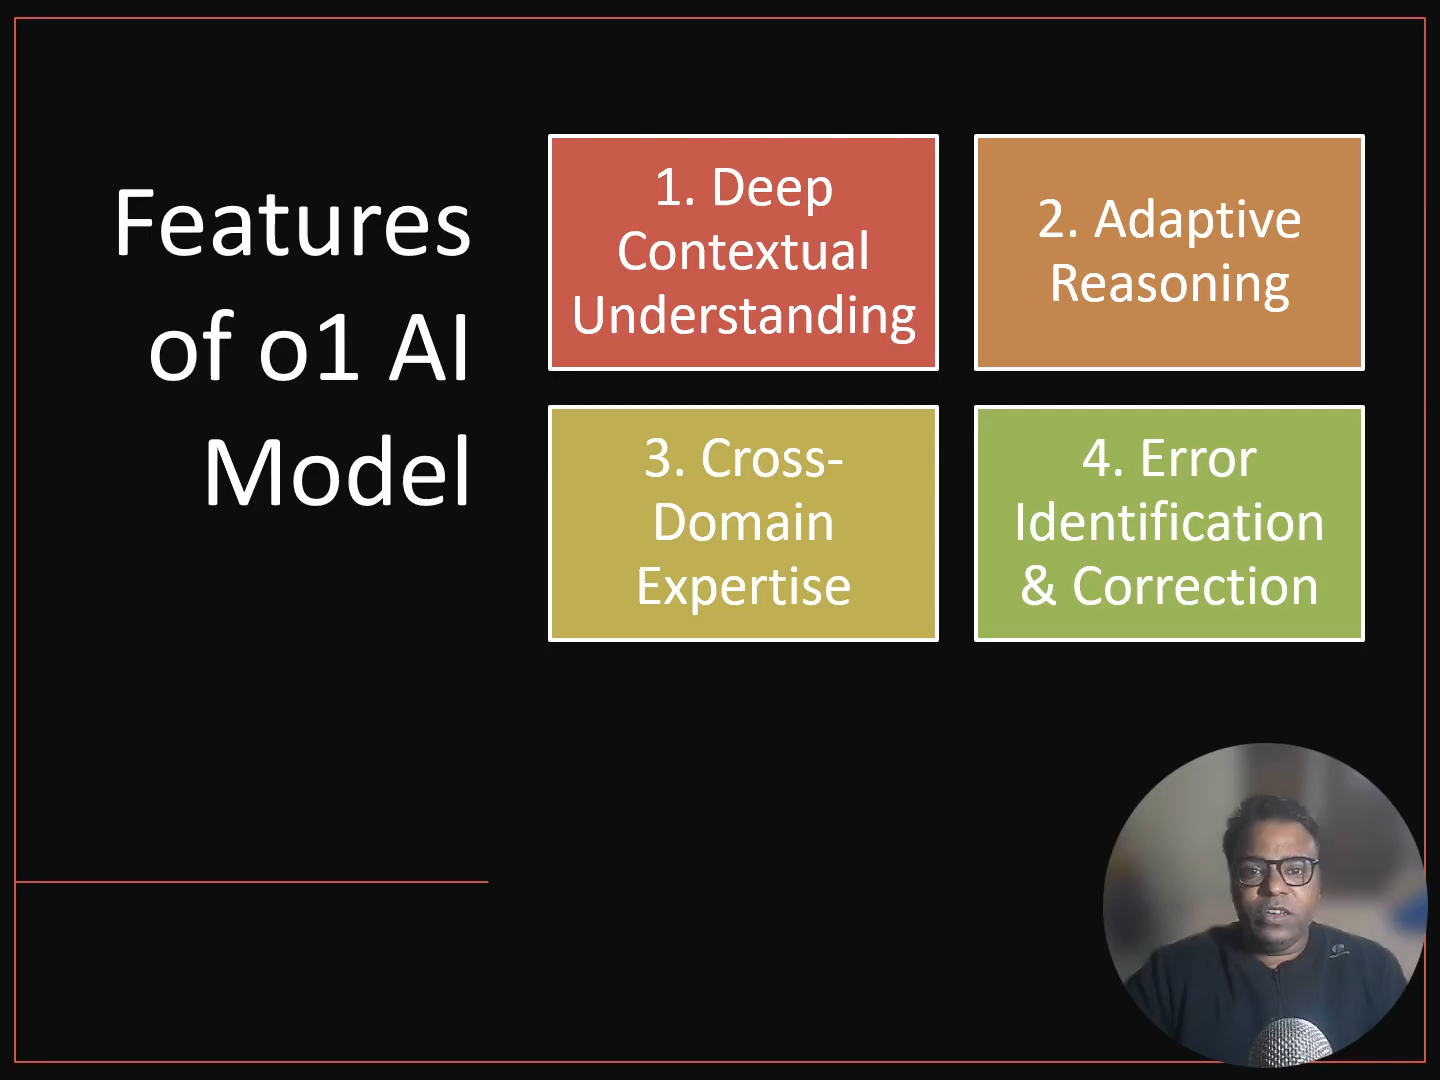 Features
of o1 AI
Model
1. Deep
Contextual
Understanding
2. Adaptive
Reasoning
3. Cross-
Domain
Expertise
4. Error
Identification
& Correction